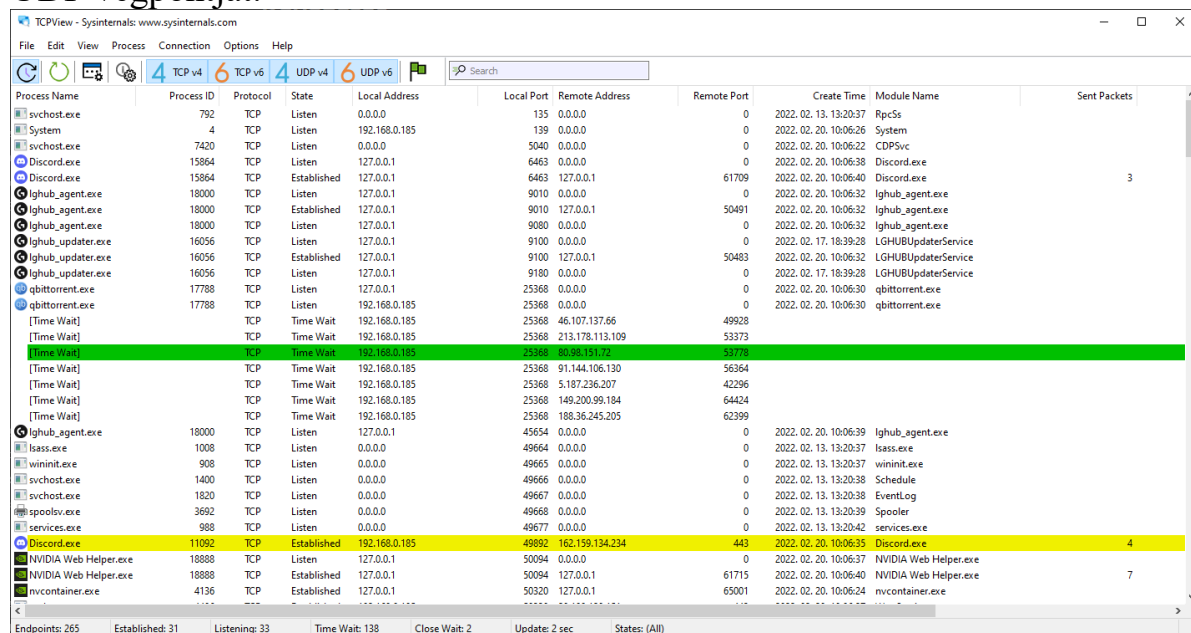 UDP végpontját.
TCPView - Sysinternals: www.sysinternals.com
File Edit View Process Connection Options Help
4 TCP v4 6 TCP v6 4 UDP v4 6 UDP v6 Search
Process Name Process ID Protocol State Local Address Local Port Remote Address Remote Port Create Time Module Name Sent Packets
svchost.exe 792 TCP Listen 0.0.0.0 135 0.0.0.0 0 2022. 02. 13. 13:20:37 RpcSs
System 4 TCP Listen 192.168.0.185 139 0.0.0.0 0 2022. 02. 20. 10:06:26 System
svchost.exe 7420 TCP Listen 0.0.0.0 5040 0.0.0.0 0 2022. 02. 20. 10:06:22 CDPSvc
Discord.exe 15864 TCP Listen 127.0.0.1 6463 0.0.0.0 0 2022. 02. 20. 10:06:38 Discord.exe
Discord.exe 15864 TCP Established 127.0.0.1 6463 127.0.0.1 61709 2022. 02. 20. 10:06:40 Discord.exe 3
lghub_agent.exe 18000 TCP Listen 127.0.0.1 9010 0.0.0.0 0 2022. 02. 20. 10:06:32 lghub_agent.exe
lghub_agent.exe 18000 TCP Established 127.0.0.1 9010 127.0.0.1 50491 2022. 02. 20. 10:06:32 lghub_agent.exe
lghub_agent.exe 18000 TCP Listen 127.0.0.1 9080 0.0.0.0 0 2022. 02. 20. 10:06:32 lghub_agent.exe
lghub_updater.exe 16056 TCP Listen 127.0.0.1 9100 0.0.0.0 0 2022. 02. 17. 18:39:28 LGHUBUpdaterService
lghub_updater.exe 16056 TCP Established 127.0.0.1 9100 127.0.0.1 50483 2022. 02. 20. 10:06:32 LGHUBUpdaterService
lghub_updater.exe 16056 TCP Listen 127.0.0.1 9180 0.0.0.0 0 2022. 02. 17. 18:39:28 LGHUBUpdaterService
qbittorrent.exe 17788 TCP Listen 127.0.0.1 25368 0.0.0.0 0 2022. 02. 20. 10:06:30 qbittorrent.exe
qbittorrent.exe 17788 TCP Listen 192.168.0.185 25368 0.0.0.0 0 2022. 02. 20. 10:06:30 qbittorrent.exe
[Time Wait] TCP Time Wait 192.168.0.185 25368 46.107.137.66 49928
[Time Wait] TCP Time Wait 192.168.0.185 25368 213.178.113.109 53373
[Time Wait] TCP Time Wait 192.168.0.185 25368 80.98.151.72 53778
[Time Wait] TCP Time Wait 192.168.0.185 25368 91.144.106.130 56364
[Time Wait] TCP Time Wait 192.168.0.185 25368 5.187.236.207 42296
[Time Wait] TCP Time Wait 192.168.0.185 25368 149.200.99.184 64424
[Time Wait] TCP Time Wait 192.168.0.185 25368 188.36.245.205 62399
lghub_agent.exe 18000 TCP Listen 127.0.0.1 45654 0.0.0.0 0 2022. 02. 20. 10:06:39 lghub_agent.exe
lsass.exe 1008 TCP Listen 0.0.0.0 49664 0.0.0.0 0 2022. 02. 13. 13:20:37 lsass.exe
wininit.exe 908 TCP Listen 0.0.0.0 49665 0.0.0.0 0 2022. 02. 13. 13:20:37 wininit.exe
svchost.exe 1400 TCP Listen 0.0.0.0 49666 0.0.0.0 0 2022. 02. 13. 13:20:38 Schedule
svchost.exe 1820 TCP Listen 0.0.0.0 49667 0.0.0.0 0 2022. 02. 13. 13:20:38 EventLog
spoolsv.exe 3692 TCP Listen 0.0.0.0 49668 0.0.0.0 0 2022. 02. 13. 13:20:39 Spooler
services.exe 988 TCP Listen 0.0.0.0 49677 0.0.0.0 0 2022. 02. 13. 13:20:42 services.exe
Discord.exe 11092 TCP Established 192.168.0.185 49892 162.159.134.234 443 2022. 02. 20. 10:06:35 Discord.exe 4
NVIDIA Web Helper.exe 18888 TCP Listen 127.0.0.1 50094 0.0.0.0 0 2022. 02. 20. 10:06:37 NVIDIA Web Helper.exe
NVIDIA Web Helper.exe 18888 TCP Established 127.0.0.1 50094 127.0.0.1 61715 2022. 02. 20. 10:06:40 NVIDIA Web Helper.exe 7
nvcontainer.exe 4136 TCP Established 127.0.0.1 50320 127.0.0.1 65001 2022. 02. 20. 10:06:24 nvcontainer.exe
Endpoints: 265 Established: 31 Listening: 33 Time Wait: 138 Close Wait: 2 Update: 2 sec States: (All)